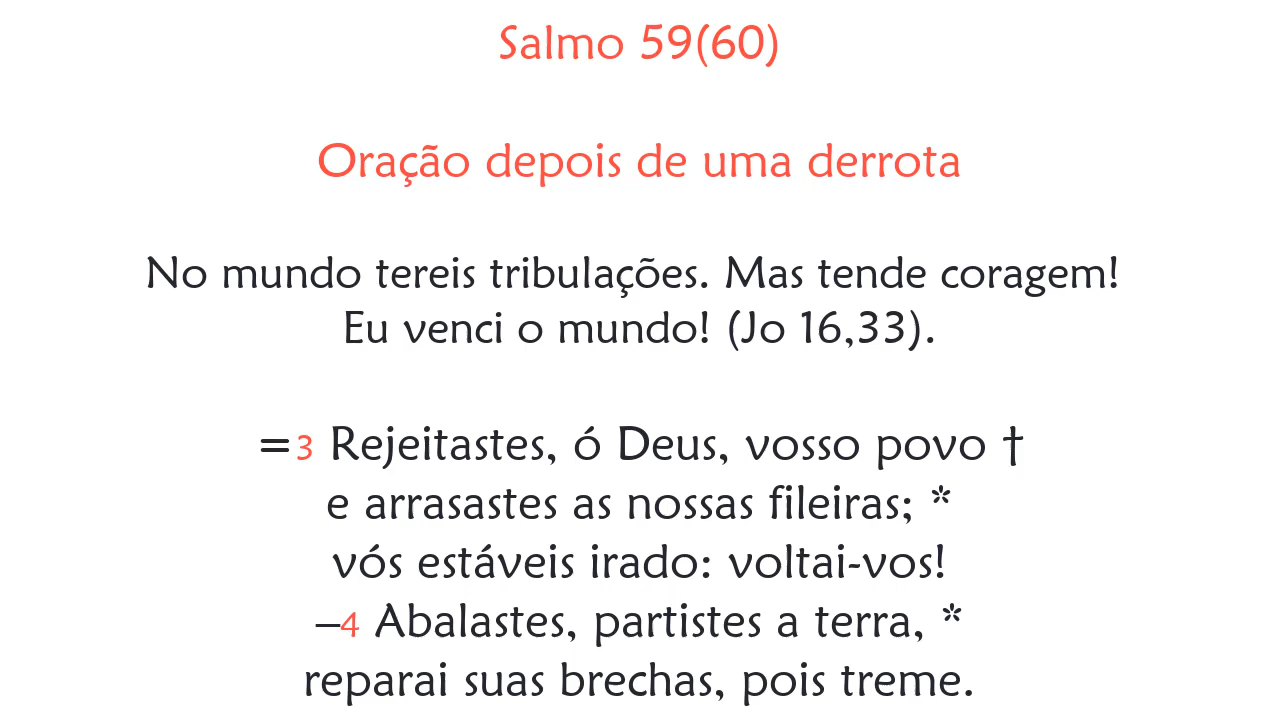 Salmo 59(60)
Oração depois de uma derrota
No mundo tereis tribulações. Mas tende coragem!
Eu venci o mundo! (Jo 16,33).
=3 Rejeitastes, ó Deus, vosso povo †
e arrasastes as nossas fileiras; *
vós estáveis irado: voltai-vos!
–4 Abalastes, partistes a terra, *
reparai suas brechas, pois treme.